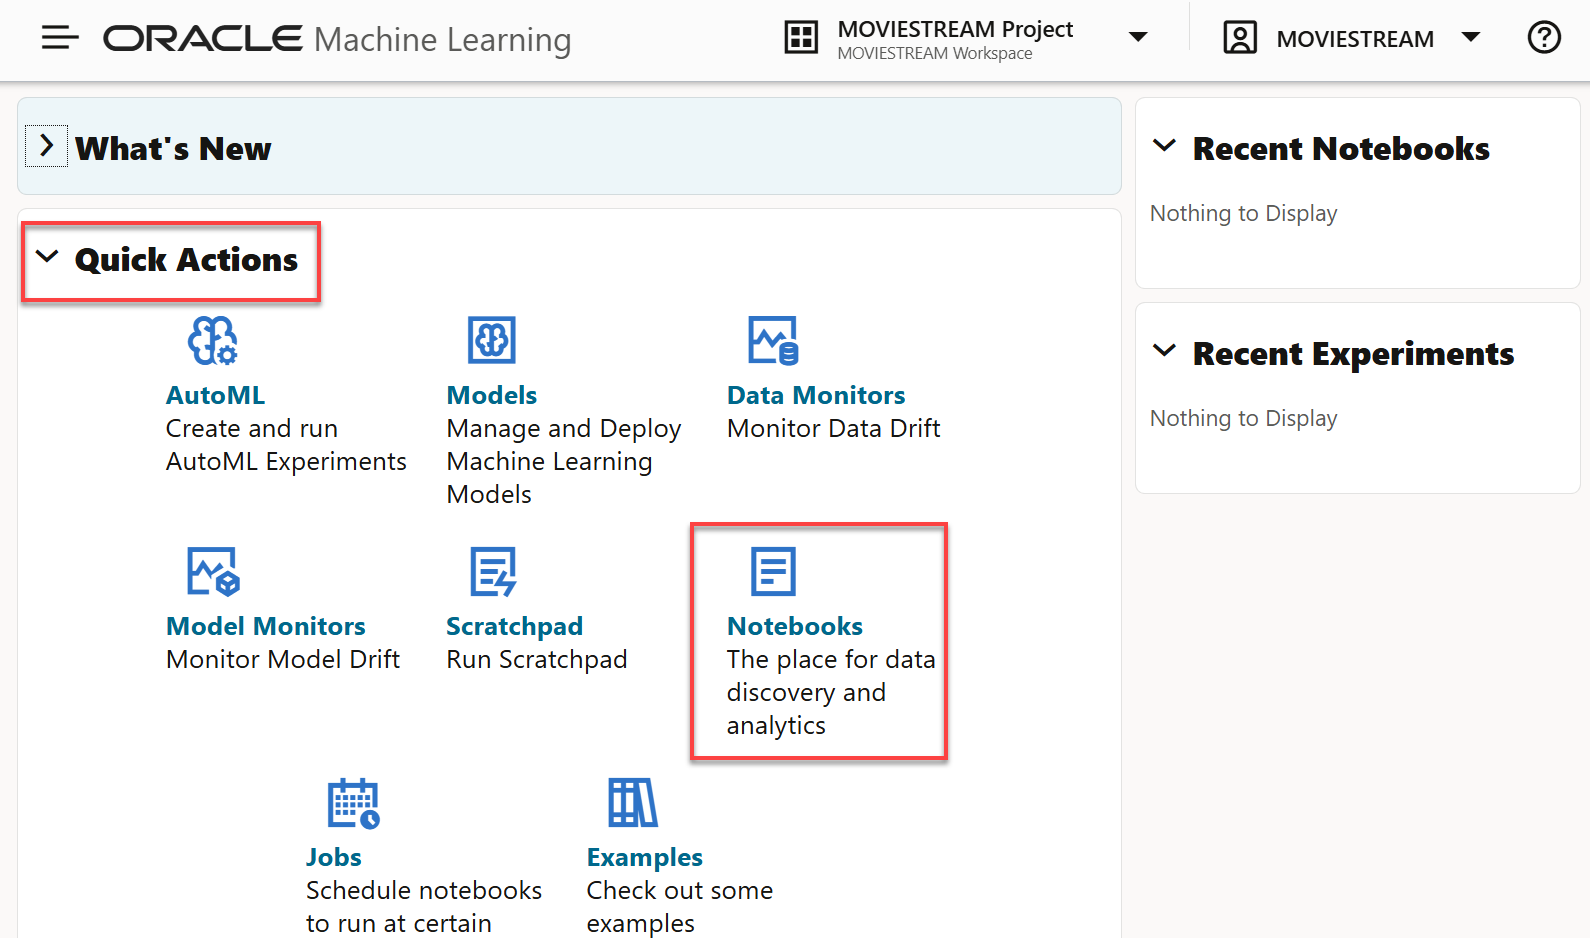 ORACLE Machine Learning
MOVIESTREAM Project
MOVIESTREAM Workspace
MOVIESTREAM
?
What's New
Quick Actions
AutoML
Create and run
AutoML Experiments
Models
Manage and Deploy
Machine Learning
Models
Data Monitors
Monitor Data Drift
Model Monitors
Monitor Model Drift
Scratchpad
Run Scratchpad
Notebooks
The place for data
discovery and
analytics
Jobs
Schedule notebooks
to run at certain
Examples
Check out some
examples
Recent Notebooks
Nothing to Display
Recent Experiments
Nothing to Display